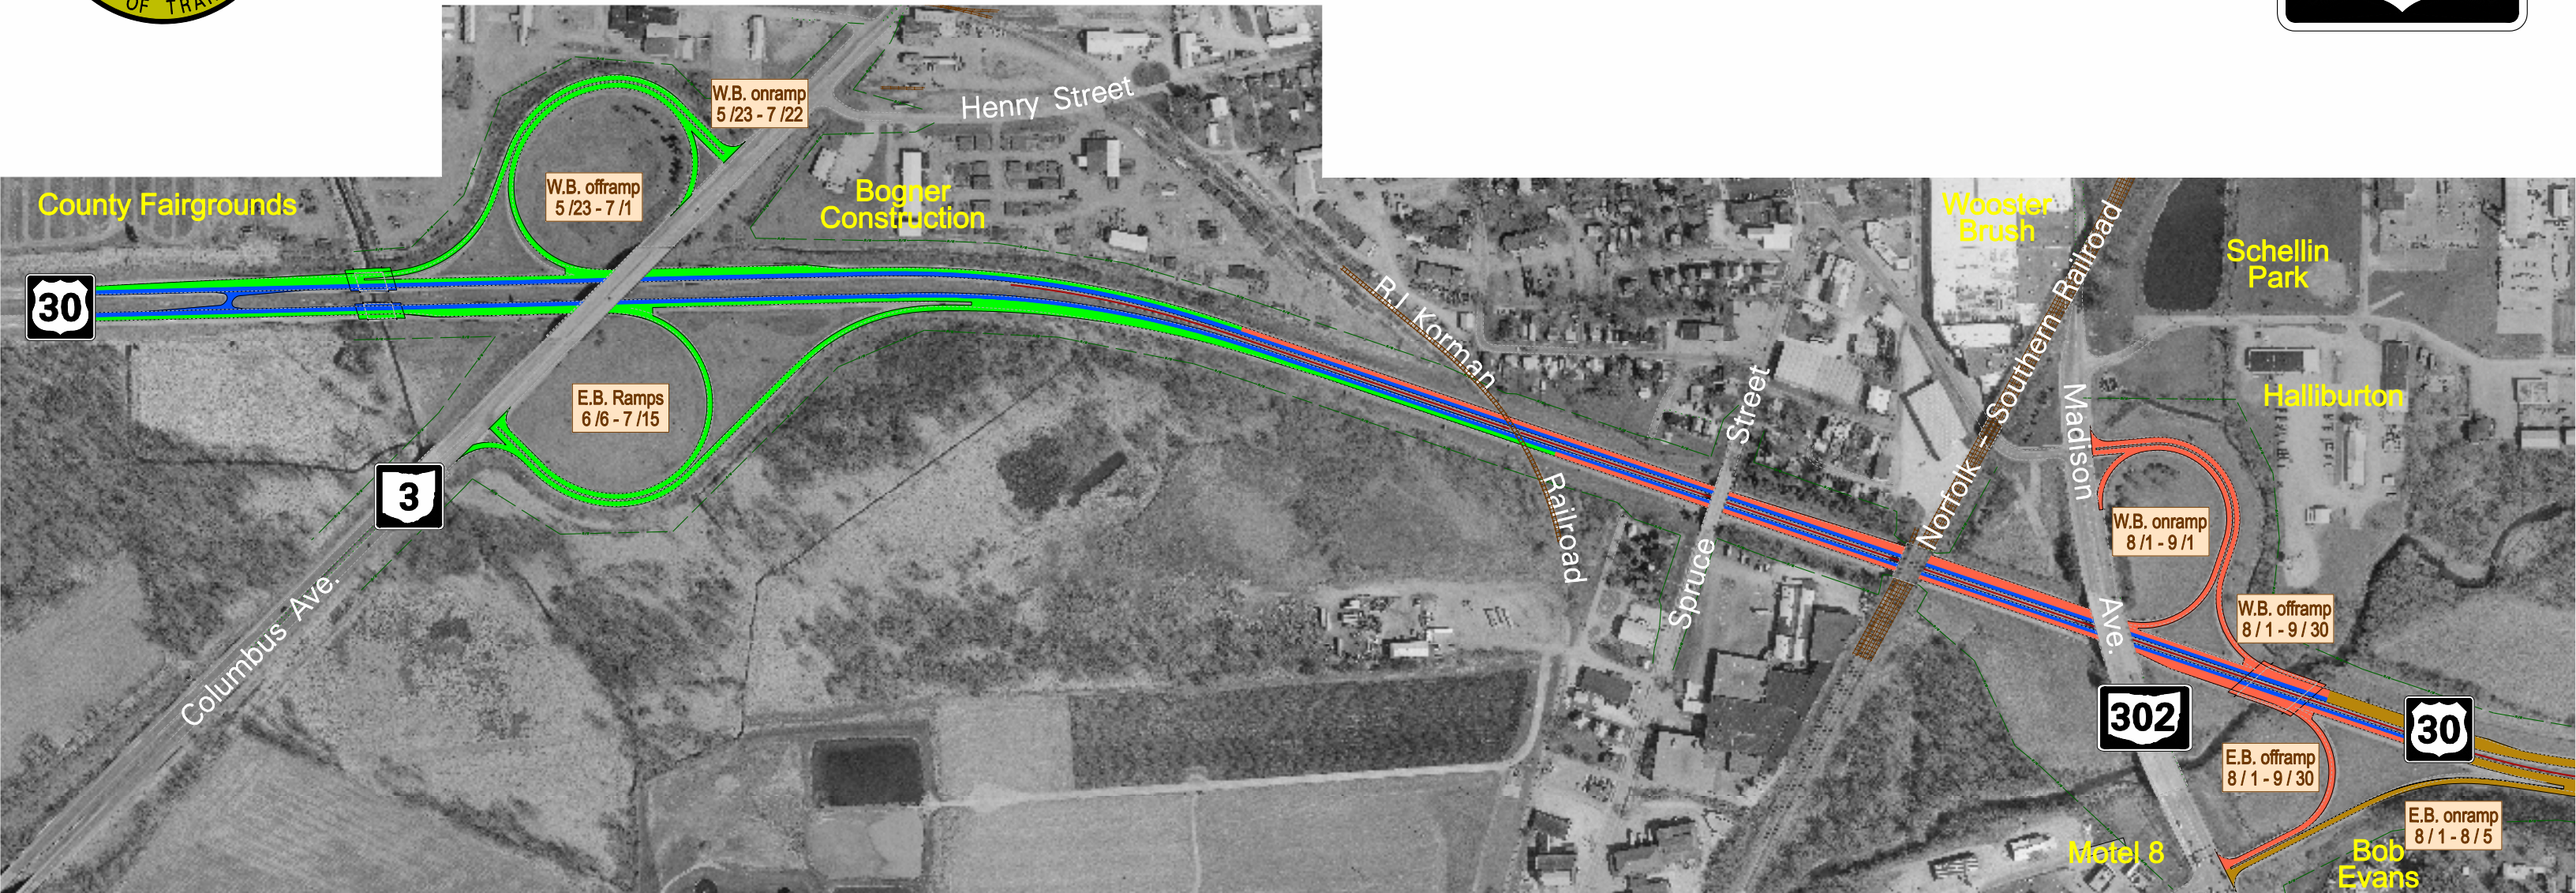 OF TRA
W.B. onramp
5 /23 - 7 /22
Henry Street
W.B. offramp
5 /23 - 7 /1
County Fairgrounds
Bogner
Construction
Wooster
Brush
Schellin
Park
30
R.J. Korman
Railroad
Norfolk - Southern Railroad
Halliburton
E.B. Ramps
6 /6 - 7 /15
Spruce Street
Madison Ave.
3
W.B. onramp
8 /1 - 9 /1
Columbus Ave.
W.B. offramp
8 / 1 - 9 / 30
302
30
E.B. offramp
8 / 1 - 9 / 30
E.B. onramp
8 / 1 - 8 / 5
Motel 8
Bob
Evans